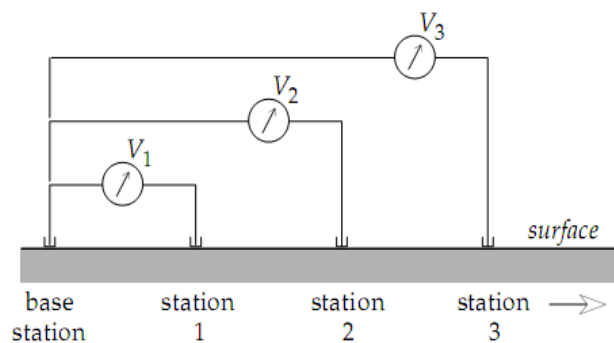 V3
V2
V1
surface
base station
station 1
station 2
station 3